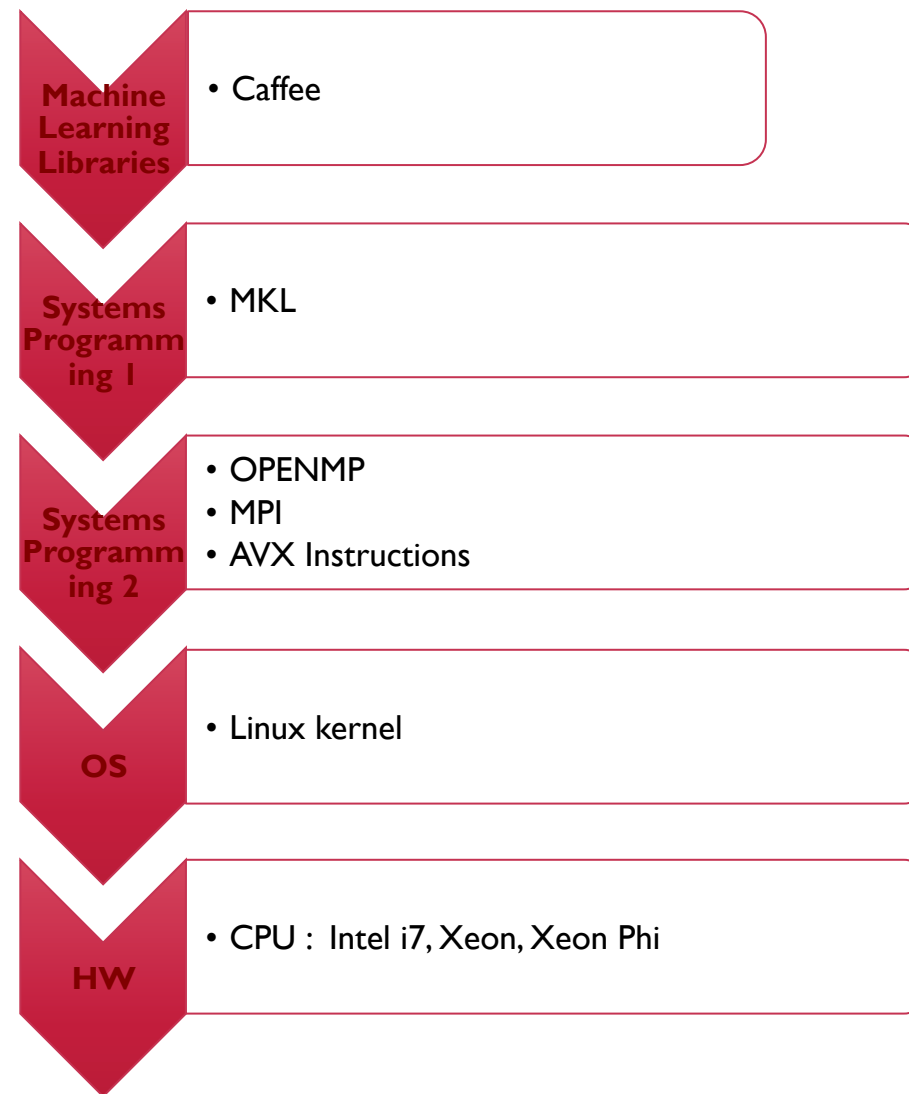 Machine
Learning
Libraries
• Caffee
Systems
Programm
ing 1
• MKL
Systems
Programm
ing 2
• OPENMP
• MPI
• AVX Instructions
OS
• Linux kernel
HW
• CPU : Intel i7, Xeon, Xeon Phi